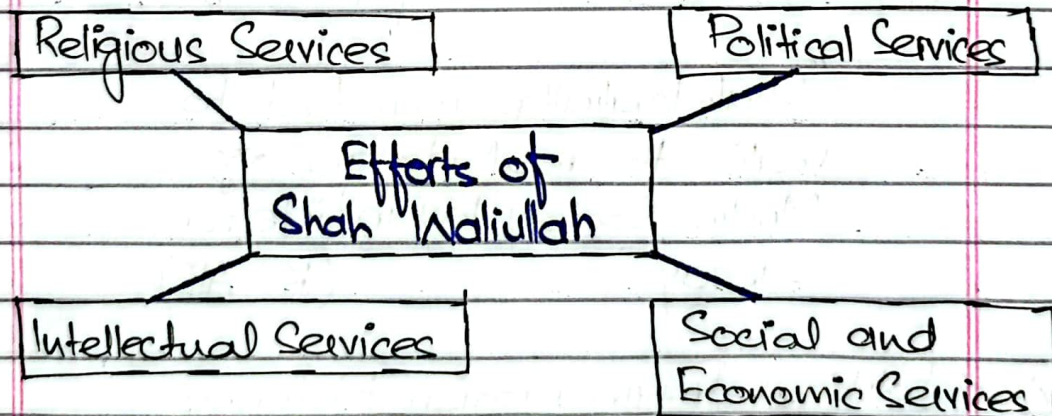 Religious Services
Political Services
Efforts of
Shah Waliullah
Intellectual Services
Social and
Economic Services